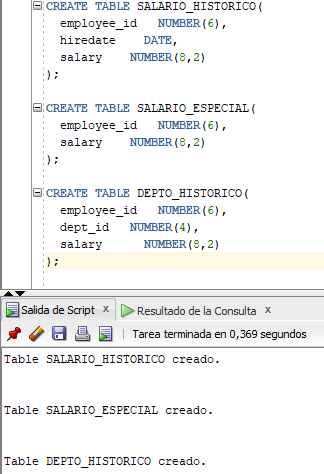 CREATE TABLE SALARIO_HISTORICO(
employee_id NUMBER(6),
hiredate DATE,
salary NUMBER(8,2)
);
CREATE TABLE SALARIO_ESPECIAL(
employee_id NUMBER(6),
salary NUMBER(8,2)
);
CREATE TABLE DEPTO_HISTORICO(
employee_id NUMBER(6),
dept_id NUMBER(4),
salary NUMBER(8,2)
);
Salida de Script x Resultado de la Consulta x
Tarea terminada en 0,369 segundos
Table SALARIO_HISTORICO creado.
Table SALARIO_ESPECIAL creado.
Table DEPTO_HISTORICO creado.